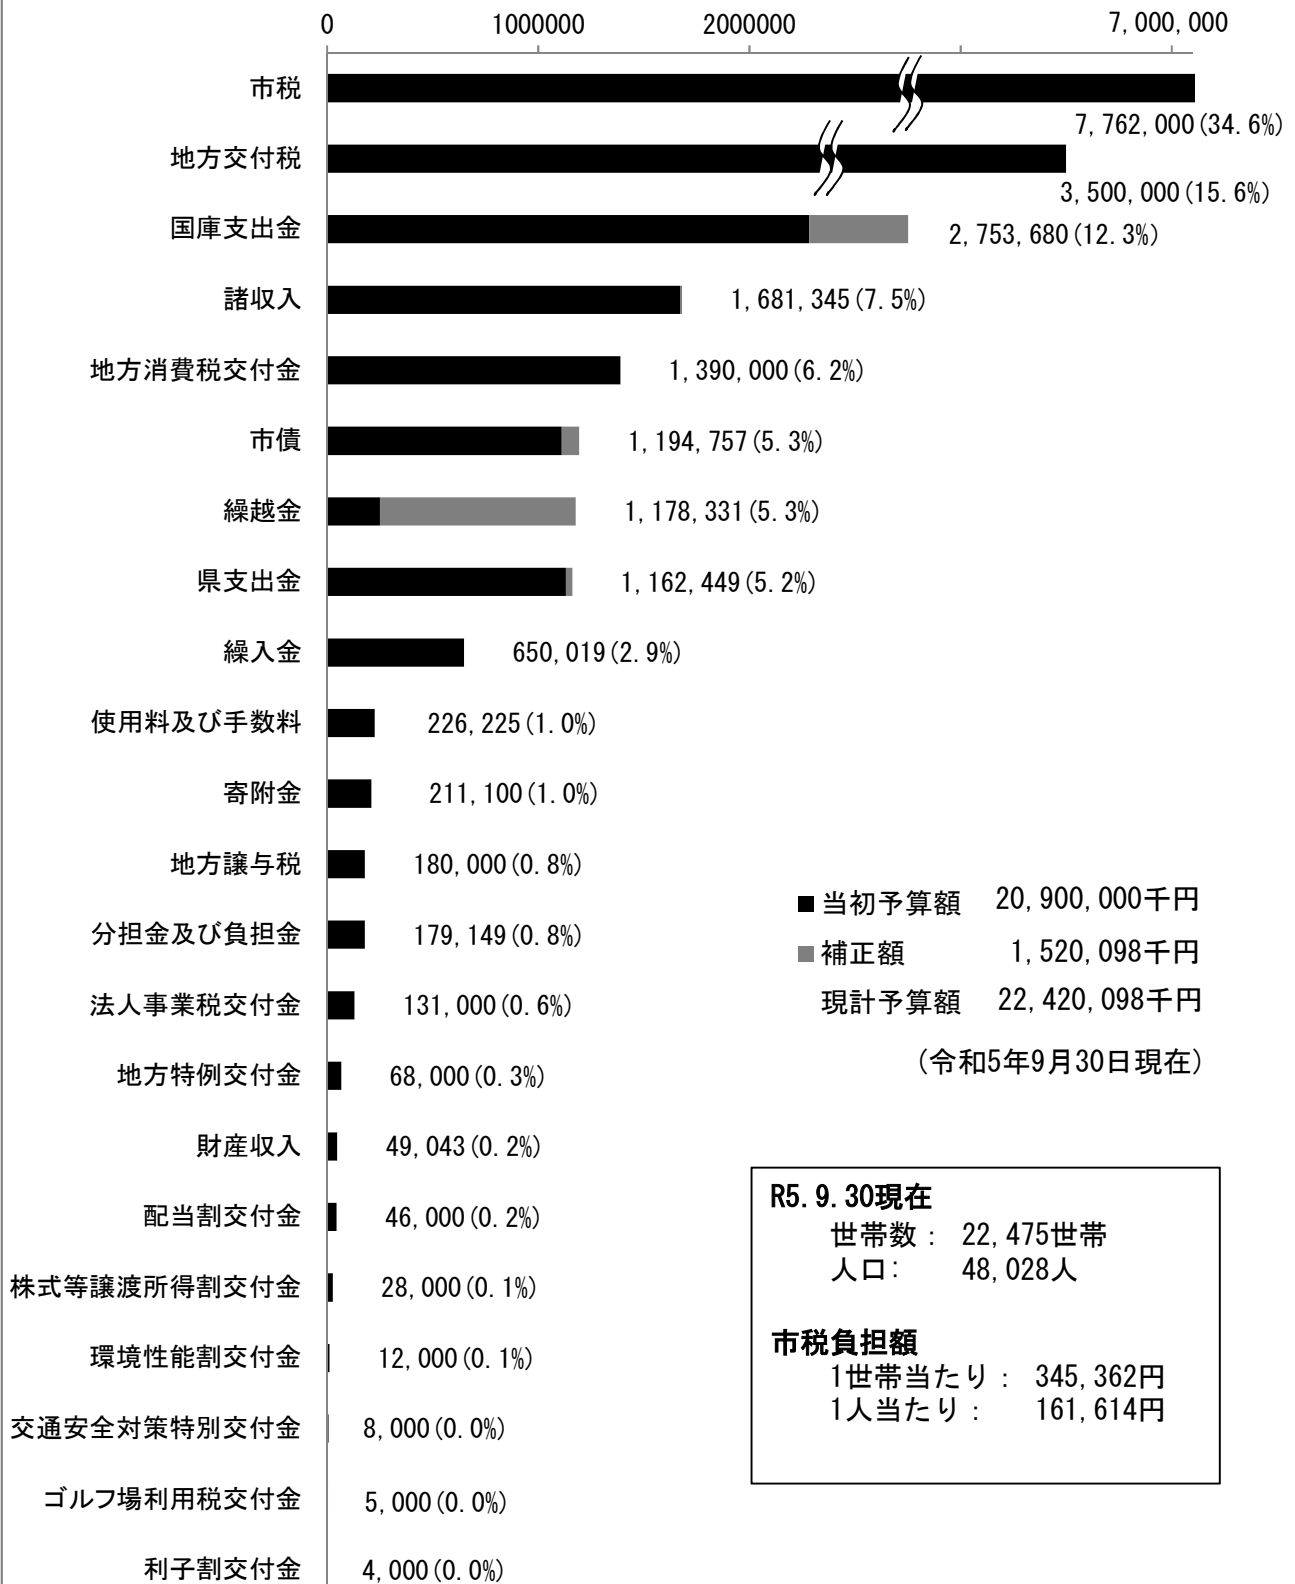 0 1000000 2000000 7,000,000
市税 7,762,000(34.6%)
地方交付税 3,500,000(15.6%)
国庫支出金 2,753,680(12.3%)
諸収入 1,681,345(7.5%)
地方消費税交付金 1,390,000(6.2%)
市債 1,194,757(5.3%)
繰越金 1,178,331(5.3%)
県支出金 1,162,449(5.2%)
繰入金 650,019(2.9%)
使用料及び手数料 226,225(1.0%)
寄附金 211,100(1.0%)
地方譲与税 180,000(0.8%)
分担金及び負担金 179,149(0.8%)
法人事業税交付金 131,000(0.6%)
地方特例交付金 68,000(0.3%)
財産収入 49,043(0.2%)
配当割交付金 46,000(0.2%)
株式等譲渡所得割交付金 28,000(0.1%)
環境性能割交付金 12,000(0.1%)
交通安全対策特別交付金 8,000(0.0%)
ゴルフ場利用税交付金 5,000(0.0%)
利子割交付金 4,000(0.0%)
当初予算額 20,900,000千円
補正額 1,520,098千円
現計予算額 22,420,098千円
(令和5年9月30日現在)
R5.9.30現在
世帯数: 22,475世帯
人口: 48,028人
市税負担額
1世帯当たり: 345,362円
1人当たり: 161,614円